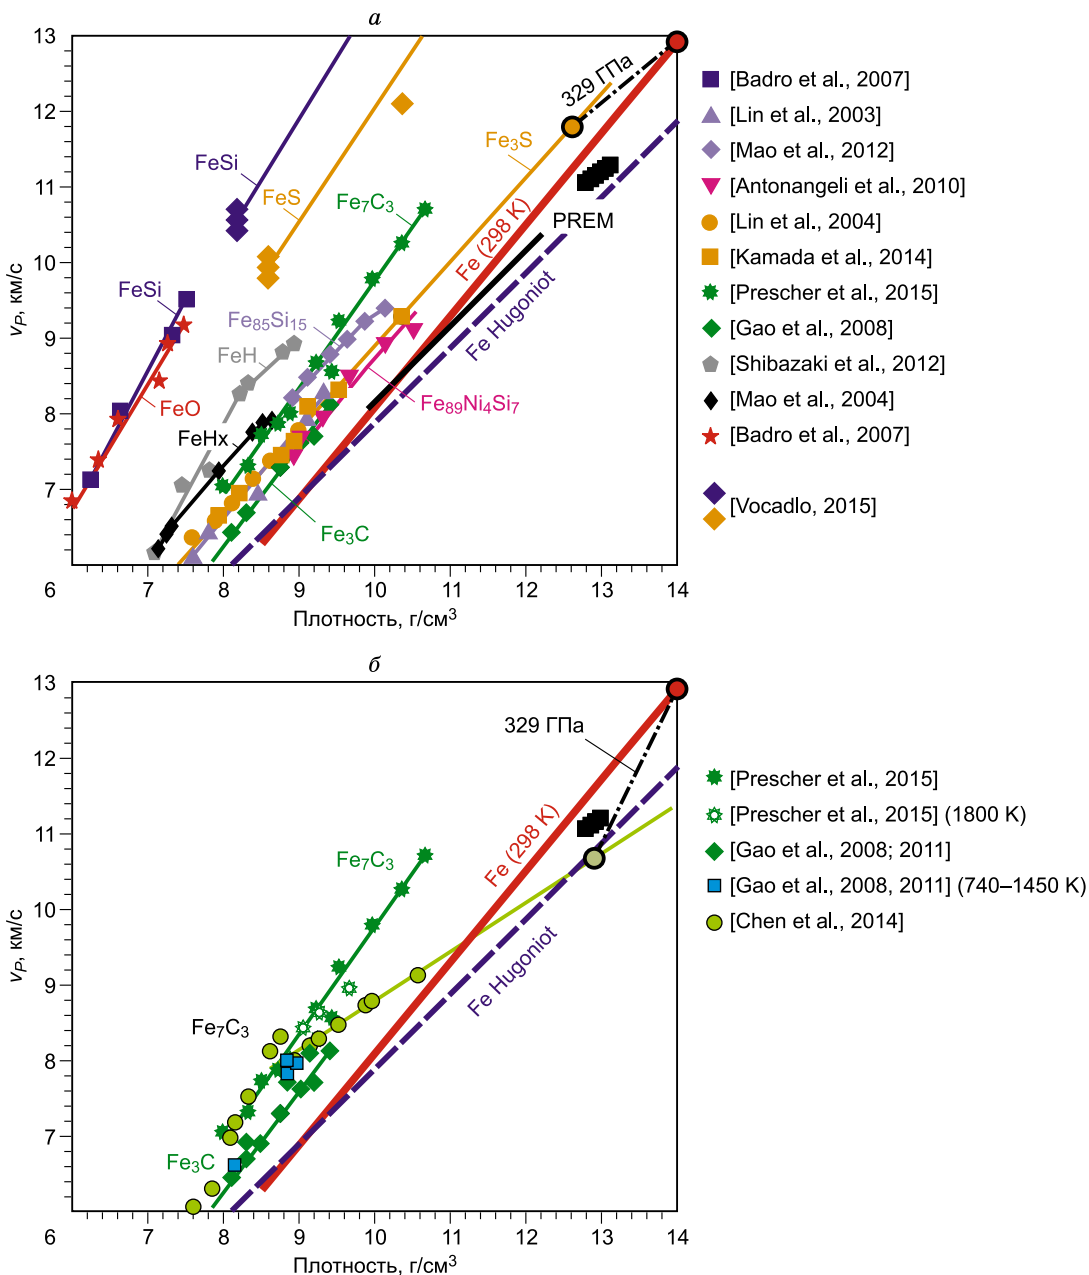 а
13
12
11
10
9
8
7
6
7
8
9
10
11
12
13
14
vP, км/с
Плотность, г/см³
FeSi
FeS
FeSi
FeO
Fe7C3
Fe3S
329 ГПа
Fe (298 K)
PREM
Fe Hugoniot
Fe85Si15
FeH
FeHx
Fe89Ni4Si7
Fe3C
[Badro et al., 2007]
[Lin et al., 2003]
[Mao et al., 2012]
[Antonangeli et al., 2010]
[Lin et al., 2004]
[Kamada et al., 2014]
[Prescher et al., 2015]
[Gao et al., 2008]
[Shibazaki et al., 2012]
[Mao et al., 2004]
[Badro et al., 2007]
[Vocadlo, 2015]
б
13
12
11
10
9
8
7
6
7
8
9
10
11
12
13
14
vP, км/с
Плотность, г/см³
329 ГПа
Fe (298 K)
Fe7C3
Fe Hugoniot
Fe7C3
Fe3C
[Prescher et al., 2015]
[Prescher et al., 2015] (1800 K)
[Gao et al., 2008; 2011]
[Gao et al., 2008, 2011] (740–1450 K)
[Chen et al., 2014]